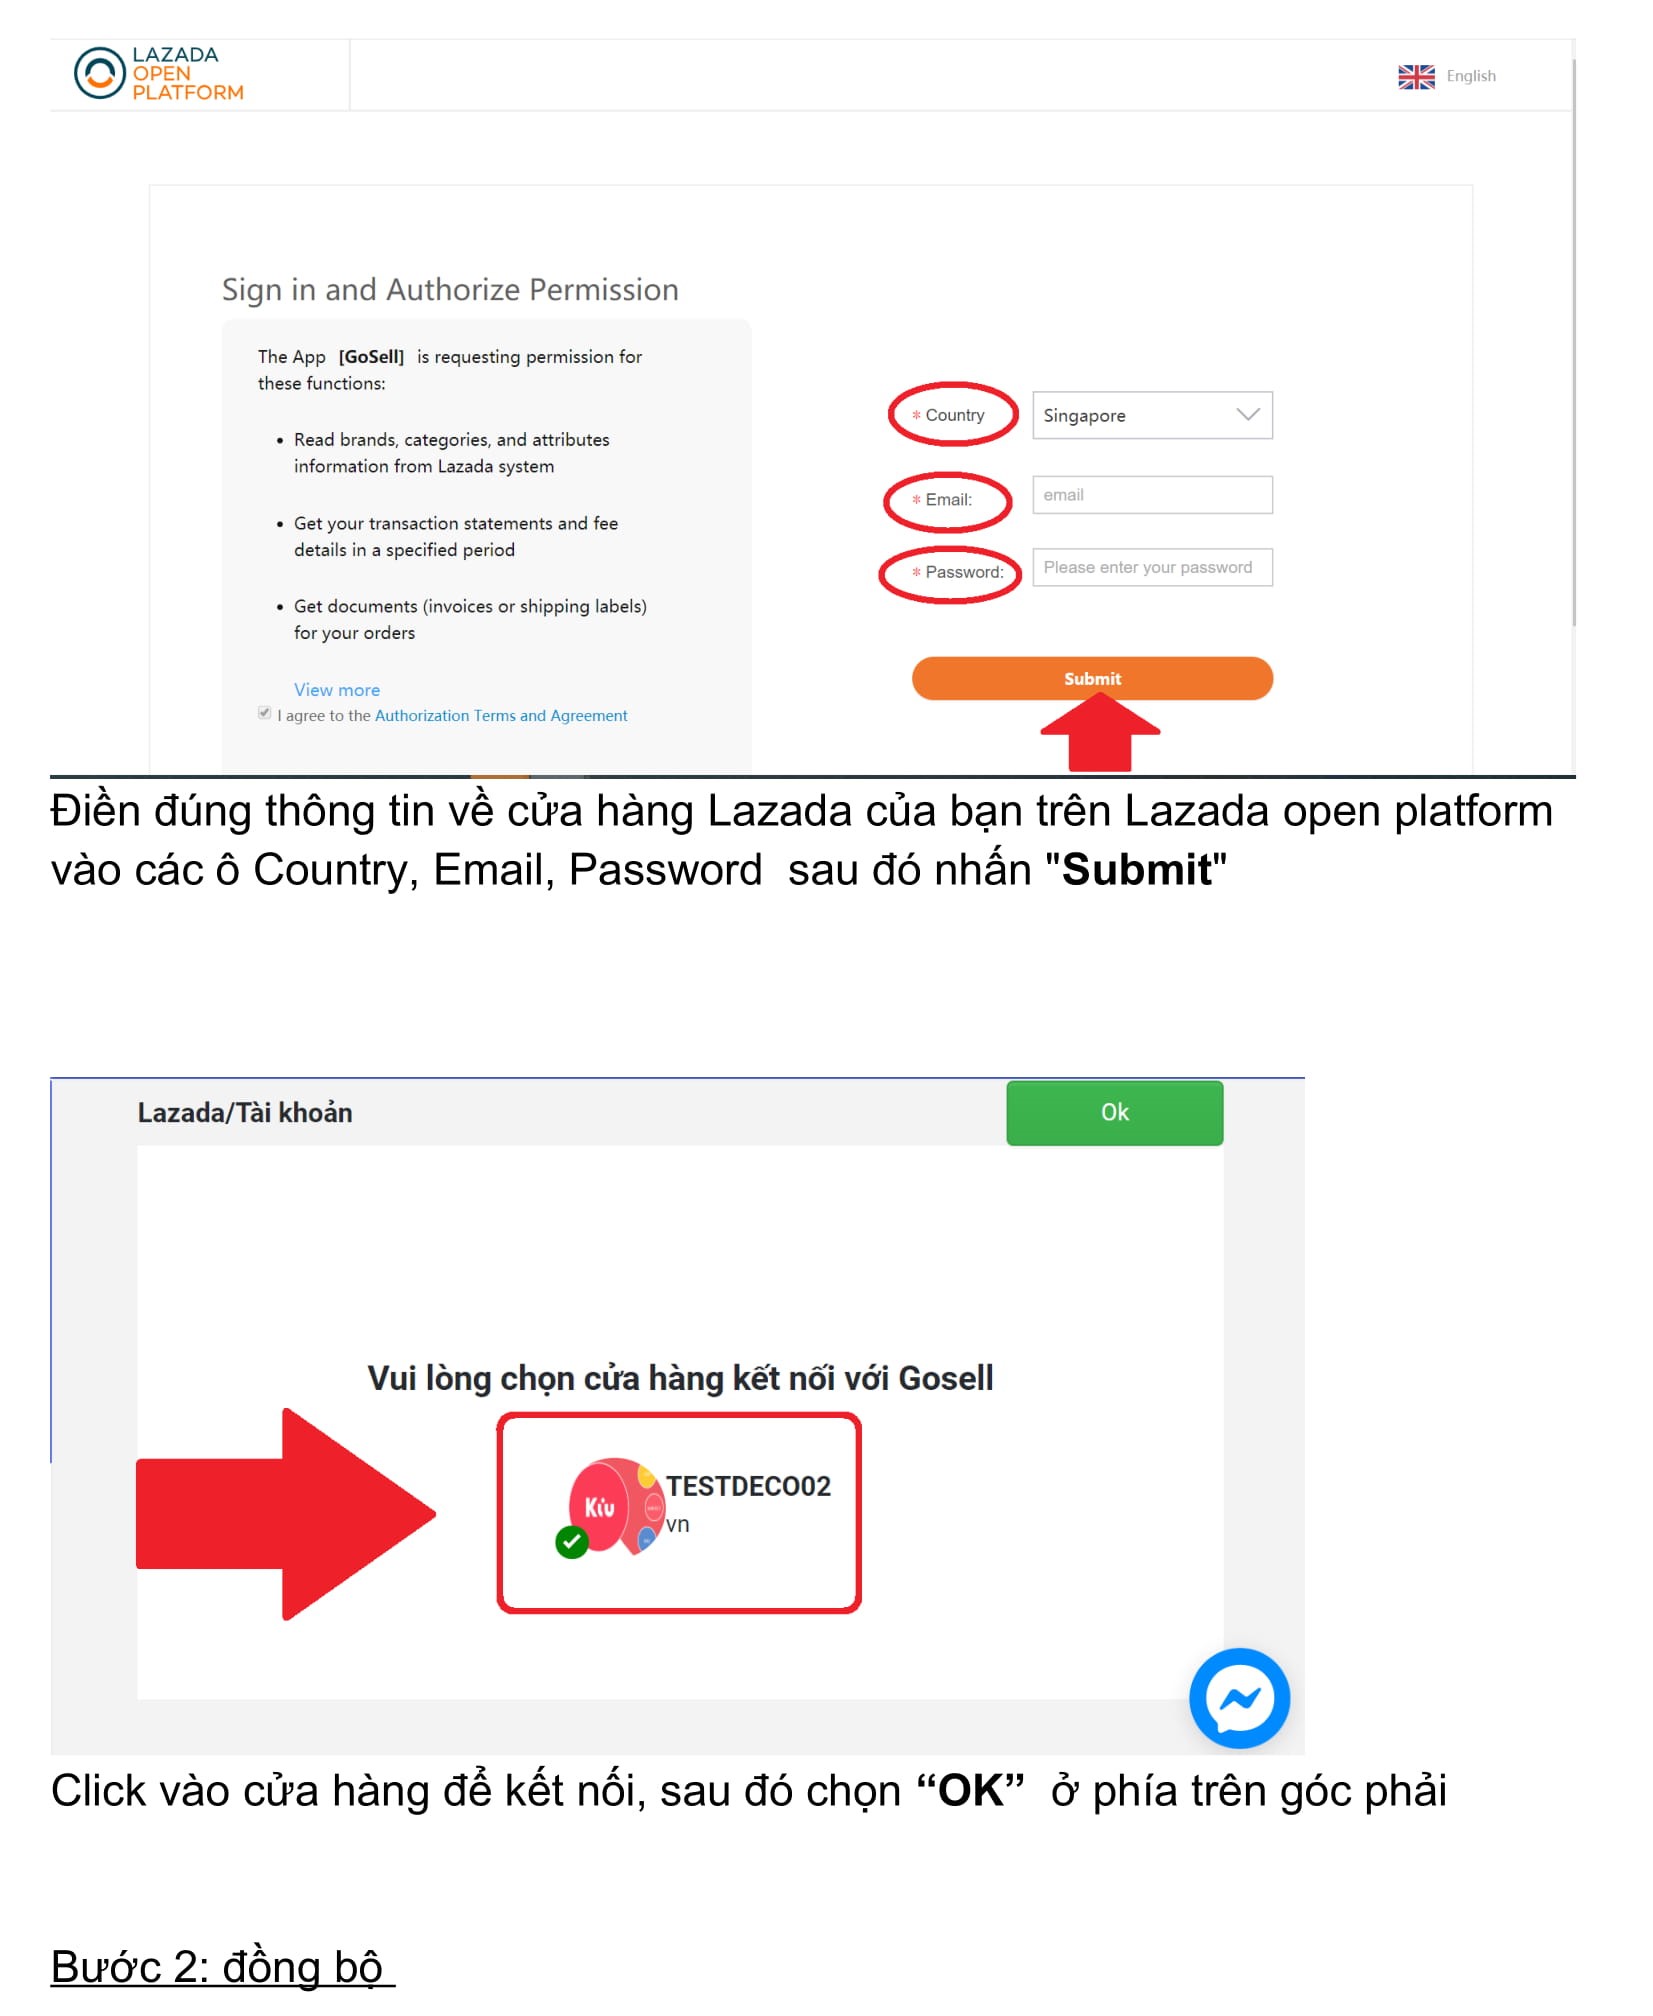 LAZADA
OPEN
PLATFORM
English
Sign in and Authorize Permission
The App [GoSell] is requesting permission for
these functions:
• Read brands, categories, and attributes
information from Lazada system
• Get your transaction statements and fee
details in a specified period
• Get documents (invoices or shipping labels)
for your orders
View more
I agree to the Authorization Terms and Agreement
* Country
Singapore
* Email:
email
* Password:
Please enter your password
Submit
Điền đúng thông tin về cửa hàng Lazada của bạn trên Lazada open platform
vào các ô Country, Email, Password sau đó nhấn "Submit"
Lazada/Tài khoản
Ok
Vui lòng chọn cửa hàng kết nối với Gosell
Kiu
TESTDECO02
vn
Click vào cửa hàng để kết nối, sau đó chọn “OK” ở phía trên góc phải
Bước 2: đồng bộ